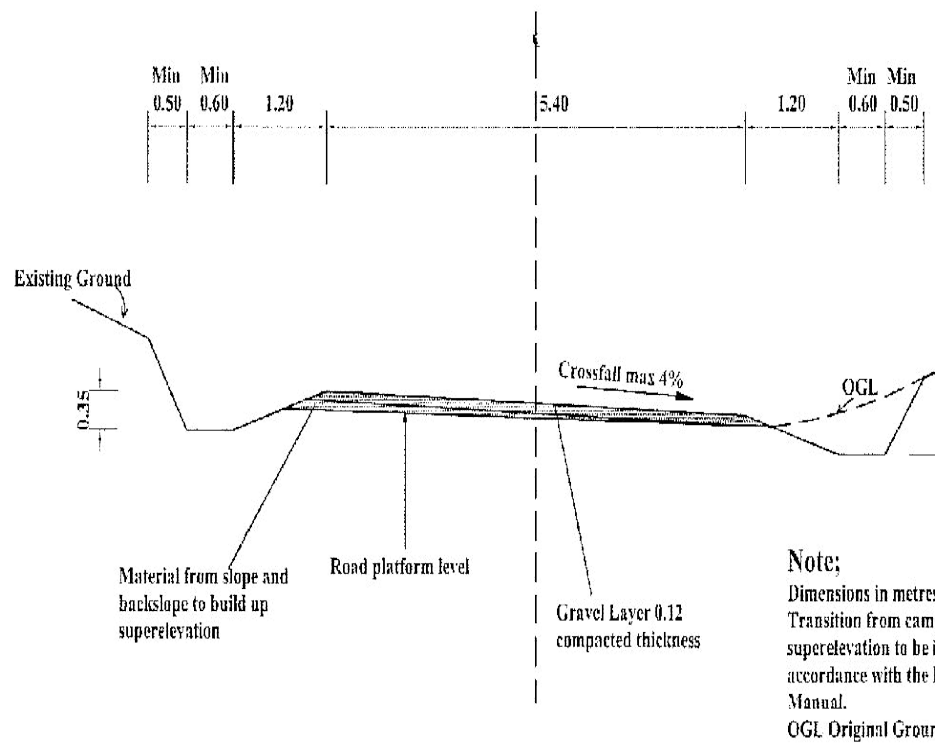 Min Min Min Min
0.50 0.60 1.20 5.40 1.20 0.60 0.50
Existing Ground
Crossfall max 4%
OGL
0.35
Material from slope and
backslope to build up
superelevation
Road platform level
Gravel Layer 0.12
compacted thickness
Note;
Dimensions in metres
Transition from cam
superelevation to be i
accordance with the
Manual.
OGL Original Groun